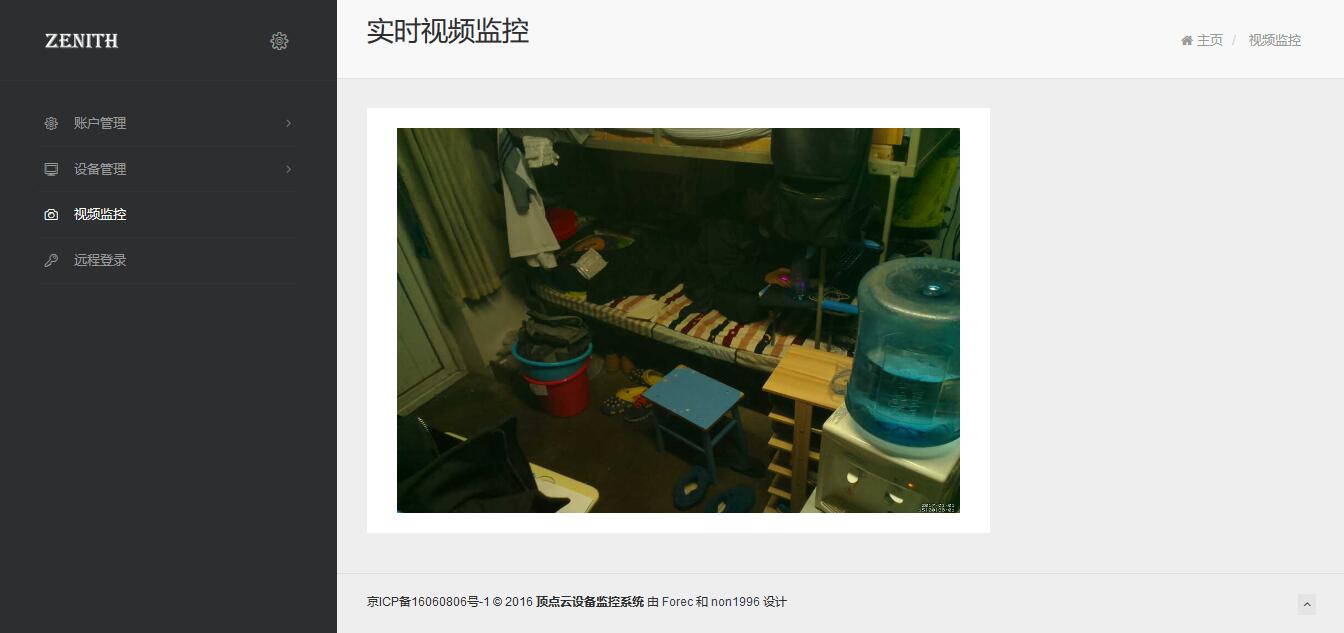 ZENITH
账户管理
设备管理
视频监控
远程登录
实时视频监控
主页 / 视频监控
京ICP备16060806号-1 © 2016 顶点云设备监控系统 由 Forec 和 non1996 设计